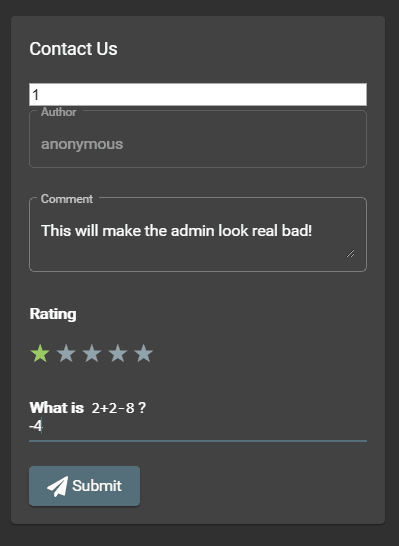 Contact Us
1
Author
anonymous
Comment
This will make the admin look real bad!
Rating
What is 2+2-8 ?
-4
Submit